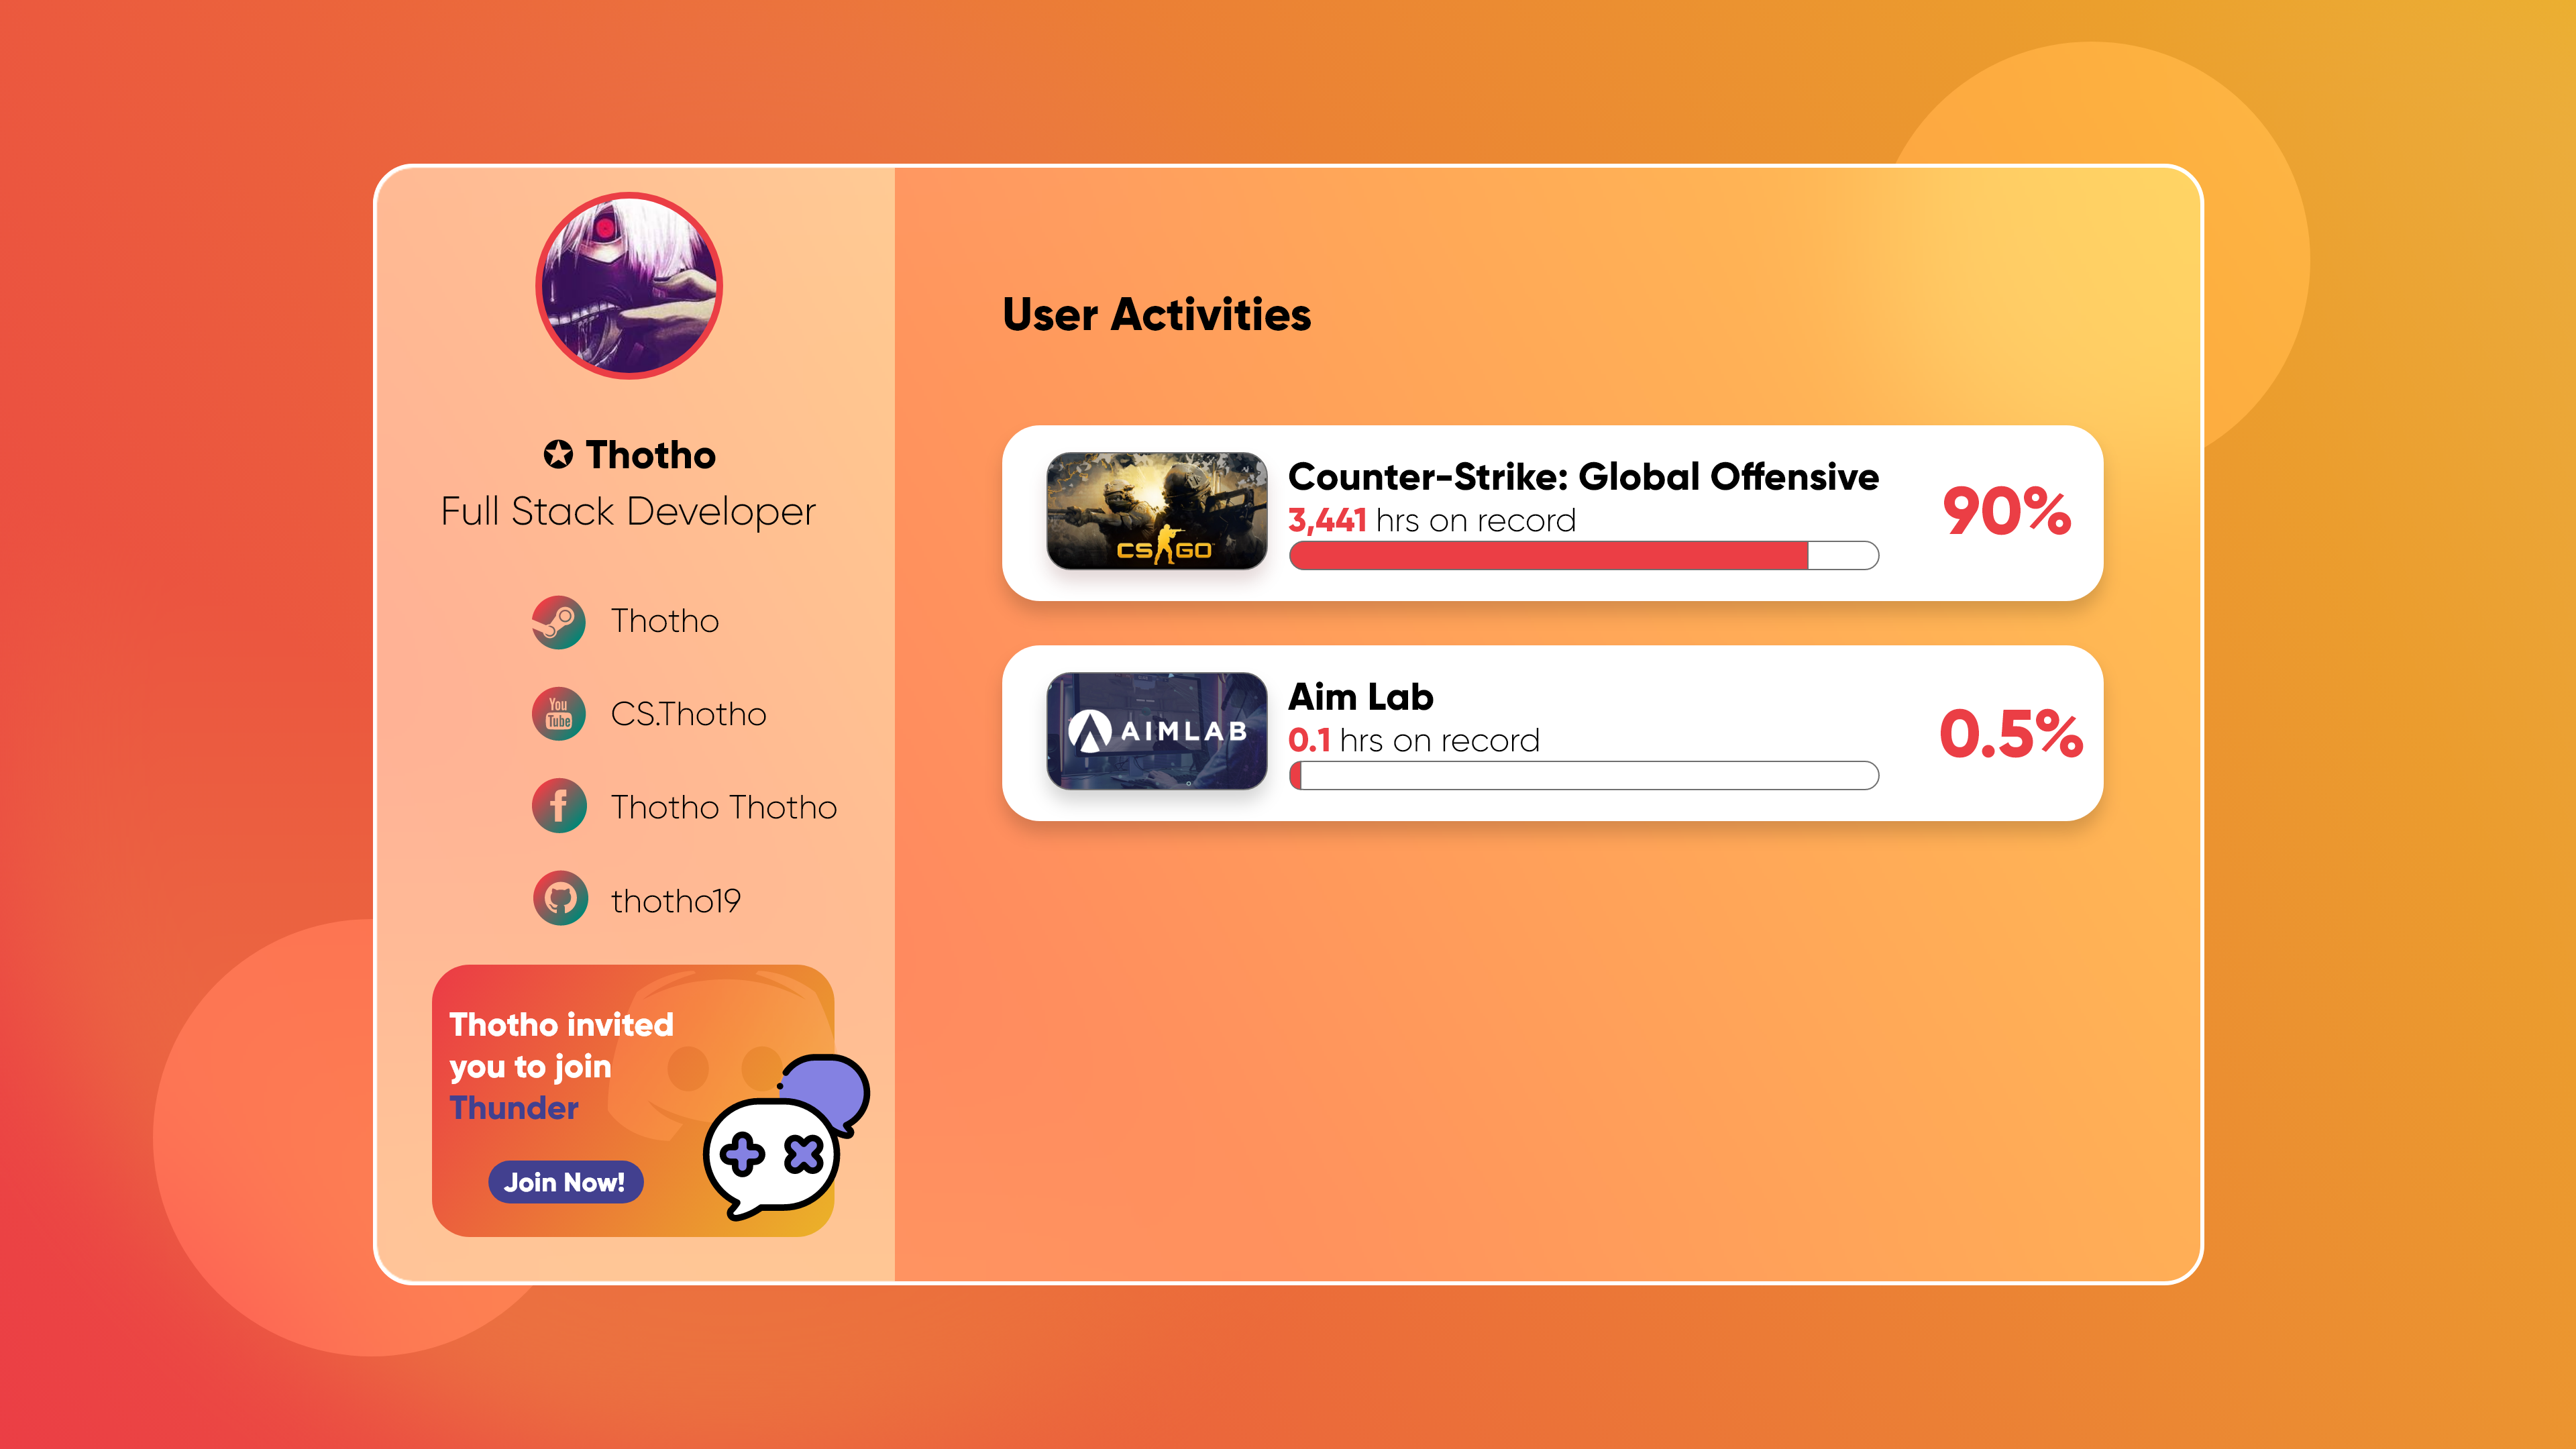 ✪ Thotho
Full Stack Developer
Thotho
You
Tube
CS.Thotho
f
Thotho Thotho
thotho19
Thotho invited
you to join
Thunder
Join Now!
User Activities
CS GO
Counter-Strike: Global Offensive
3,441 hrs on record
90%
AIMLAB
Aim Lab
0.1 hrs on record
0.5%